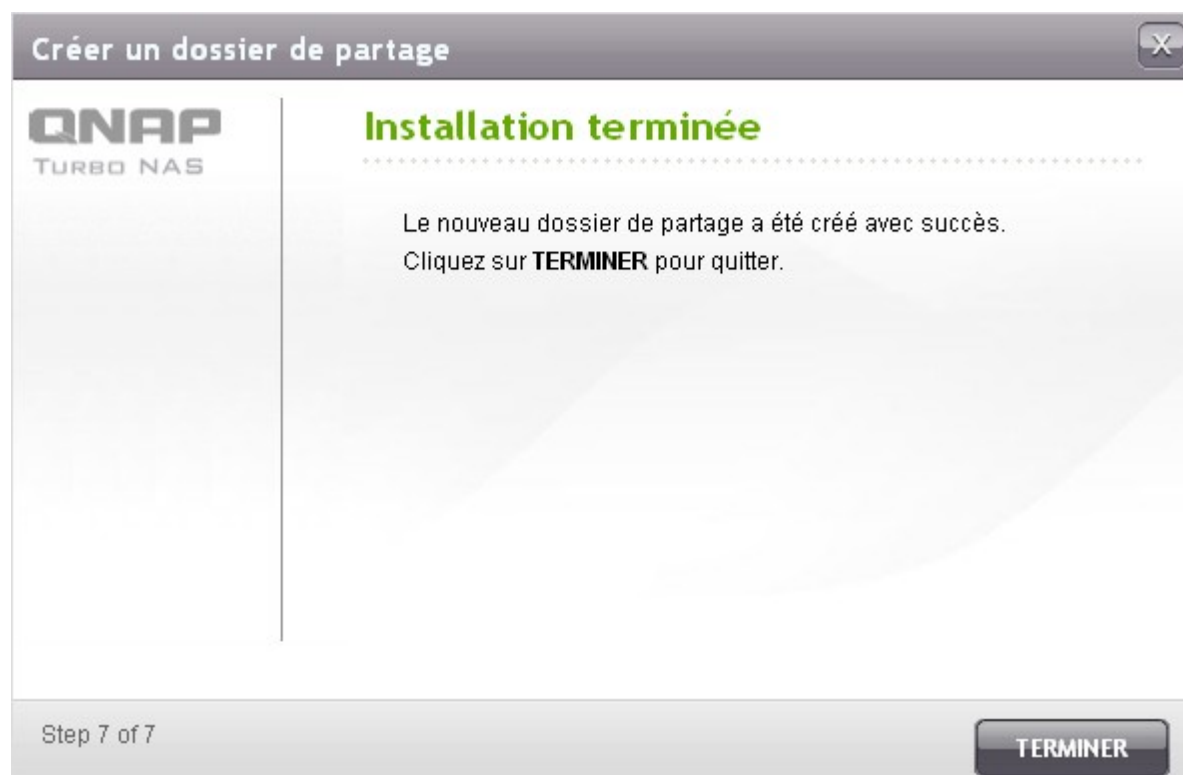 Créer un dossier de partage
X
QNAP
TURBO NAS
Installation terminée
Le nouveau dossier de partage a été créé avec succès.
Cliquez sur TERMINER pour quitter.
Step 7 of 7
TERMINER